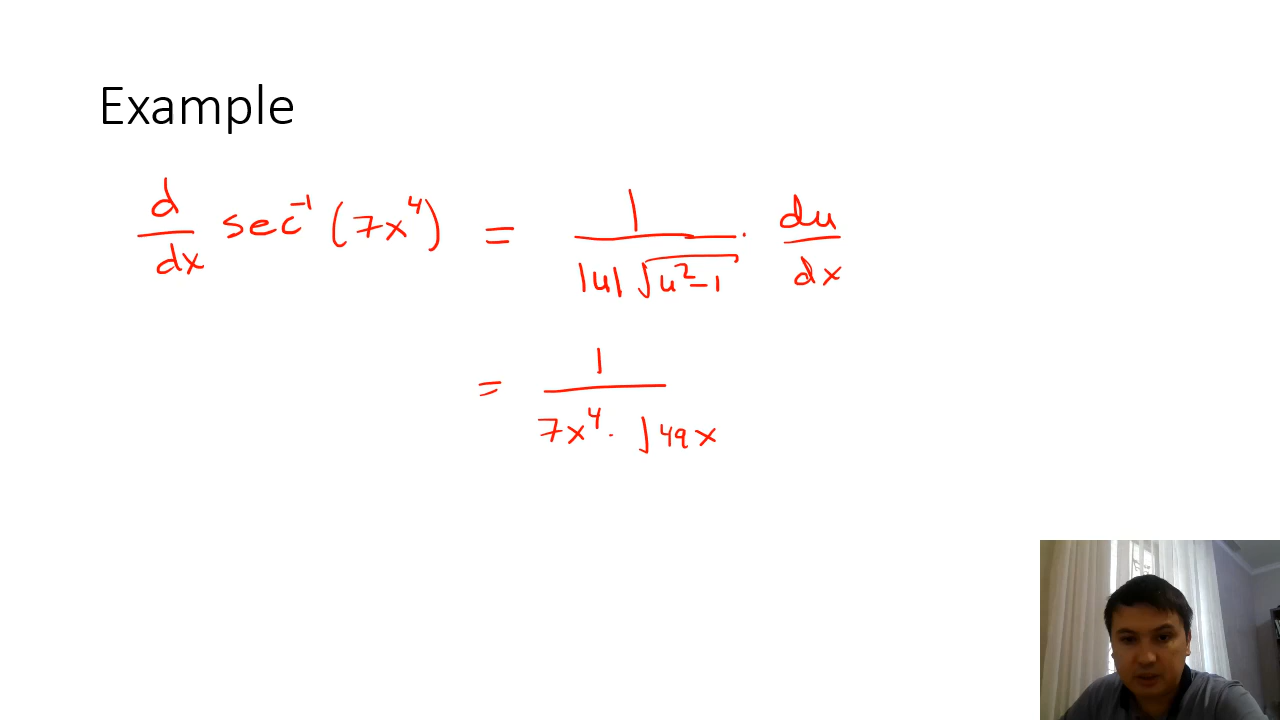 Example
d/dx sec⁻¹ (7x⁴) = 1/(|u| √(u²-1)) · du/dx
= 1/(7x⁴ · √49x